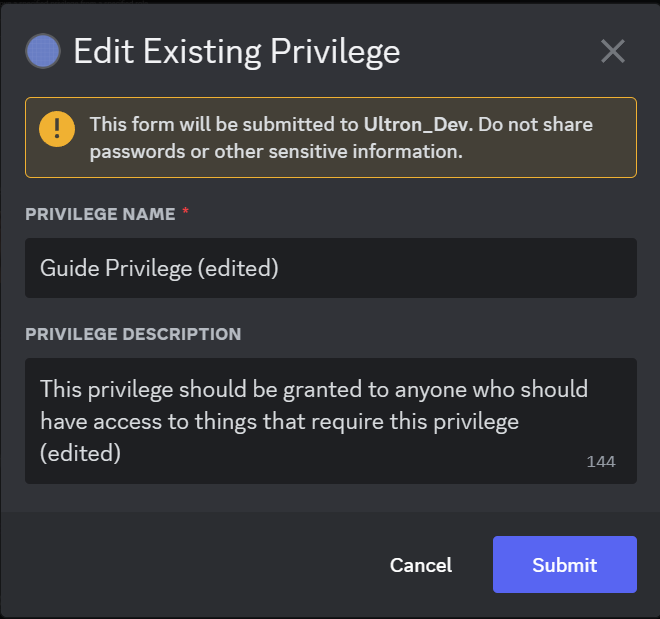 Edit Existing Privilege
This form will be submitted to Ultron_Dev. Do not share
passwords or other sensitive information.
PRIVILEGE NAME *
Guide Privilege (edited)
PRIVILEGE DESCRIPTION
This privilege should be granted to anyone who should
have access to things that require this privilege
(edited)
144
Cancel
Submit